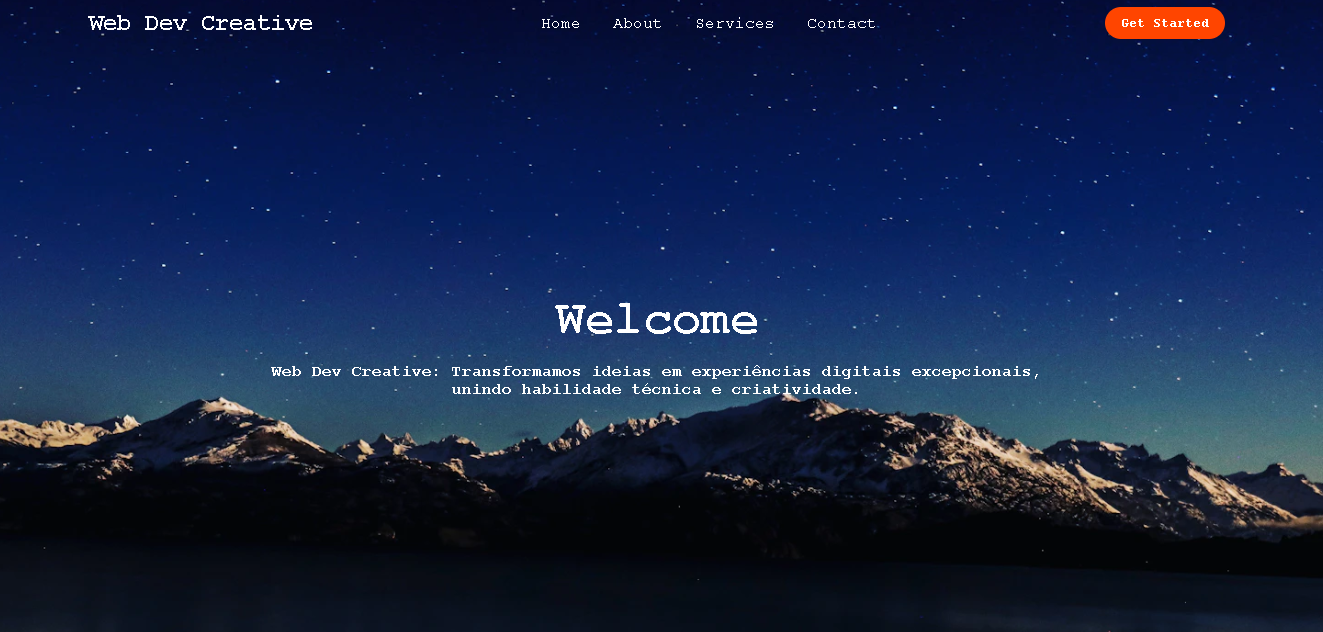 Web Dev Creative
Home About Services Contact
Get Started
Welcome
Web Dev Creative: Transformamos ideias em experiências digitais excepcionais,
unindo habilidade técnica e criatividade.